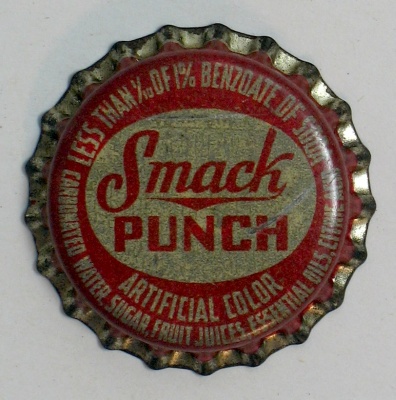 LESS THAN 1/10 OF 1% BENZOATE OF SODA
Smack
PUNCH
ARTIFICIAL COLOR
CARBONATED WATER, SUGAR, FRUIT JUICES, ESSENTIAL OILS,